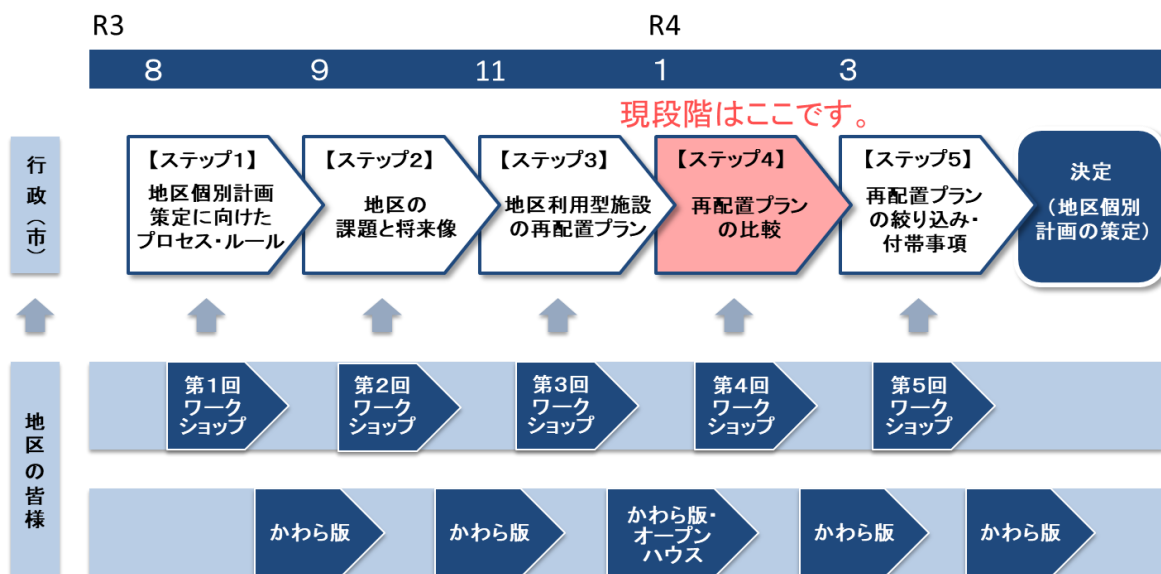 R3
R4
8
9
11
1
3
現段階はここです。
行政(市)
【ステップ1】
地区個別計画
策定に向けた
プロセス・ルール
【ステップ2】
地区の
課題と将来像
【ステップ3】
地区利用型施設
の再配置プラン
【ステップ4】
再配置プラン
の比較
【ステップ5】
再配置プラン
の絞り込み・
付帯事項
決定
(地区個別
計画の策定)
地区の皆様
第1回
ワーク
ショップ
第2回
ワーク
ショップ
第3回
ワーク
ショップ
第4回
ワーク
ショップ
第5回
ワーク
ショップ
かわら版
かわら版
かわら版・
オープン
ハウス
かわら版
かわら版